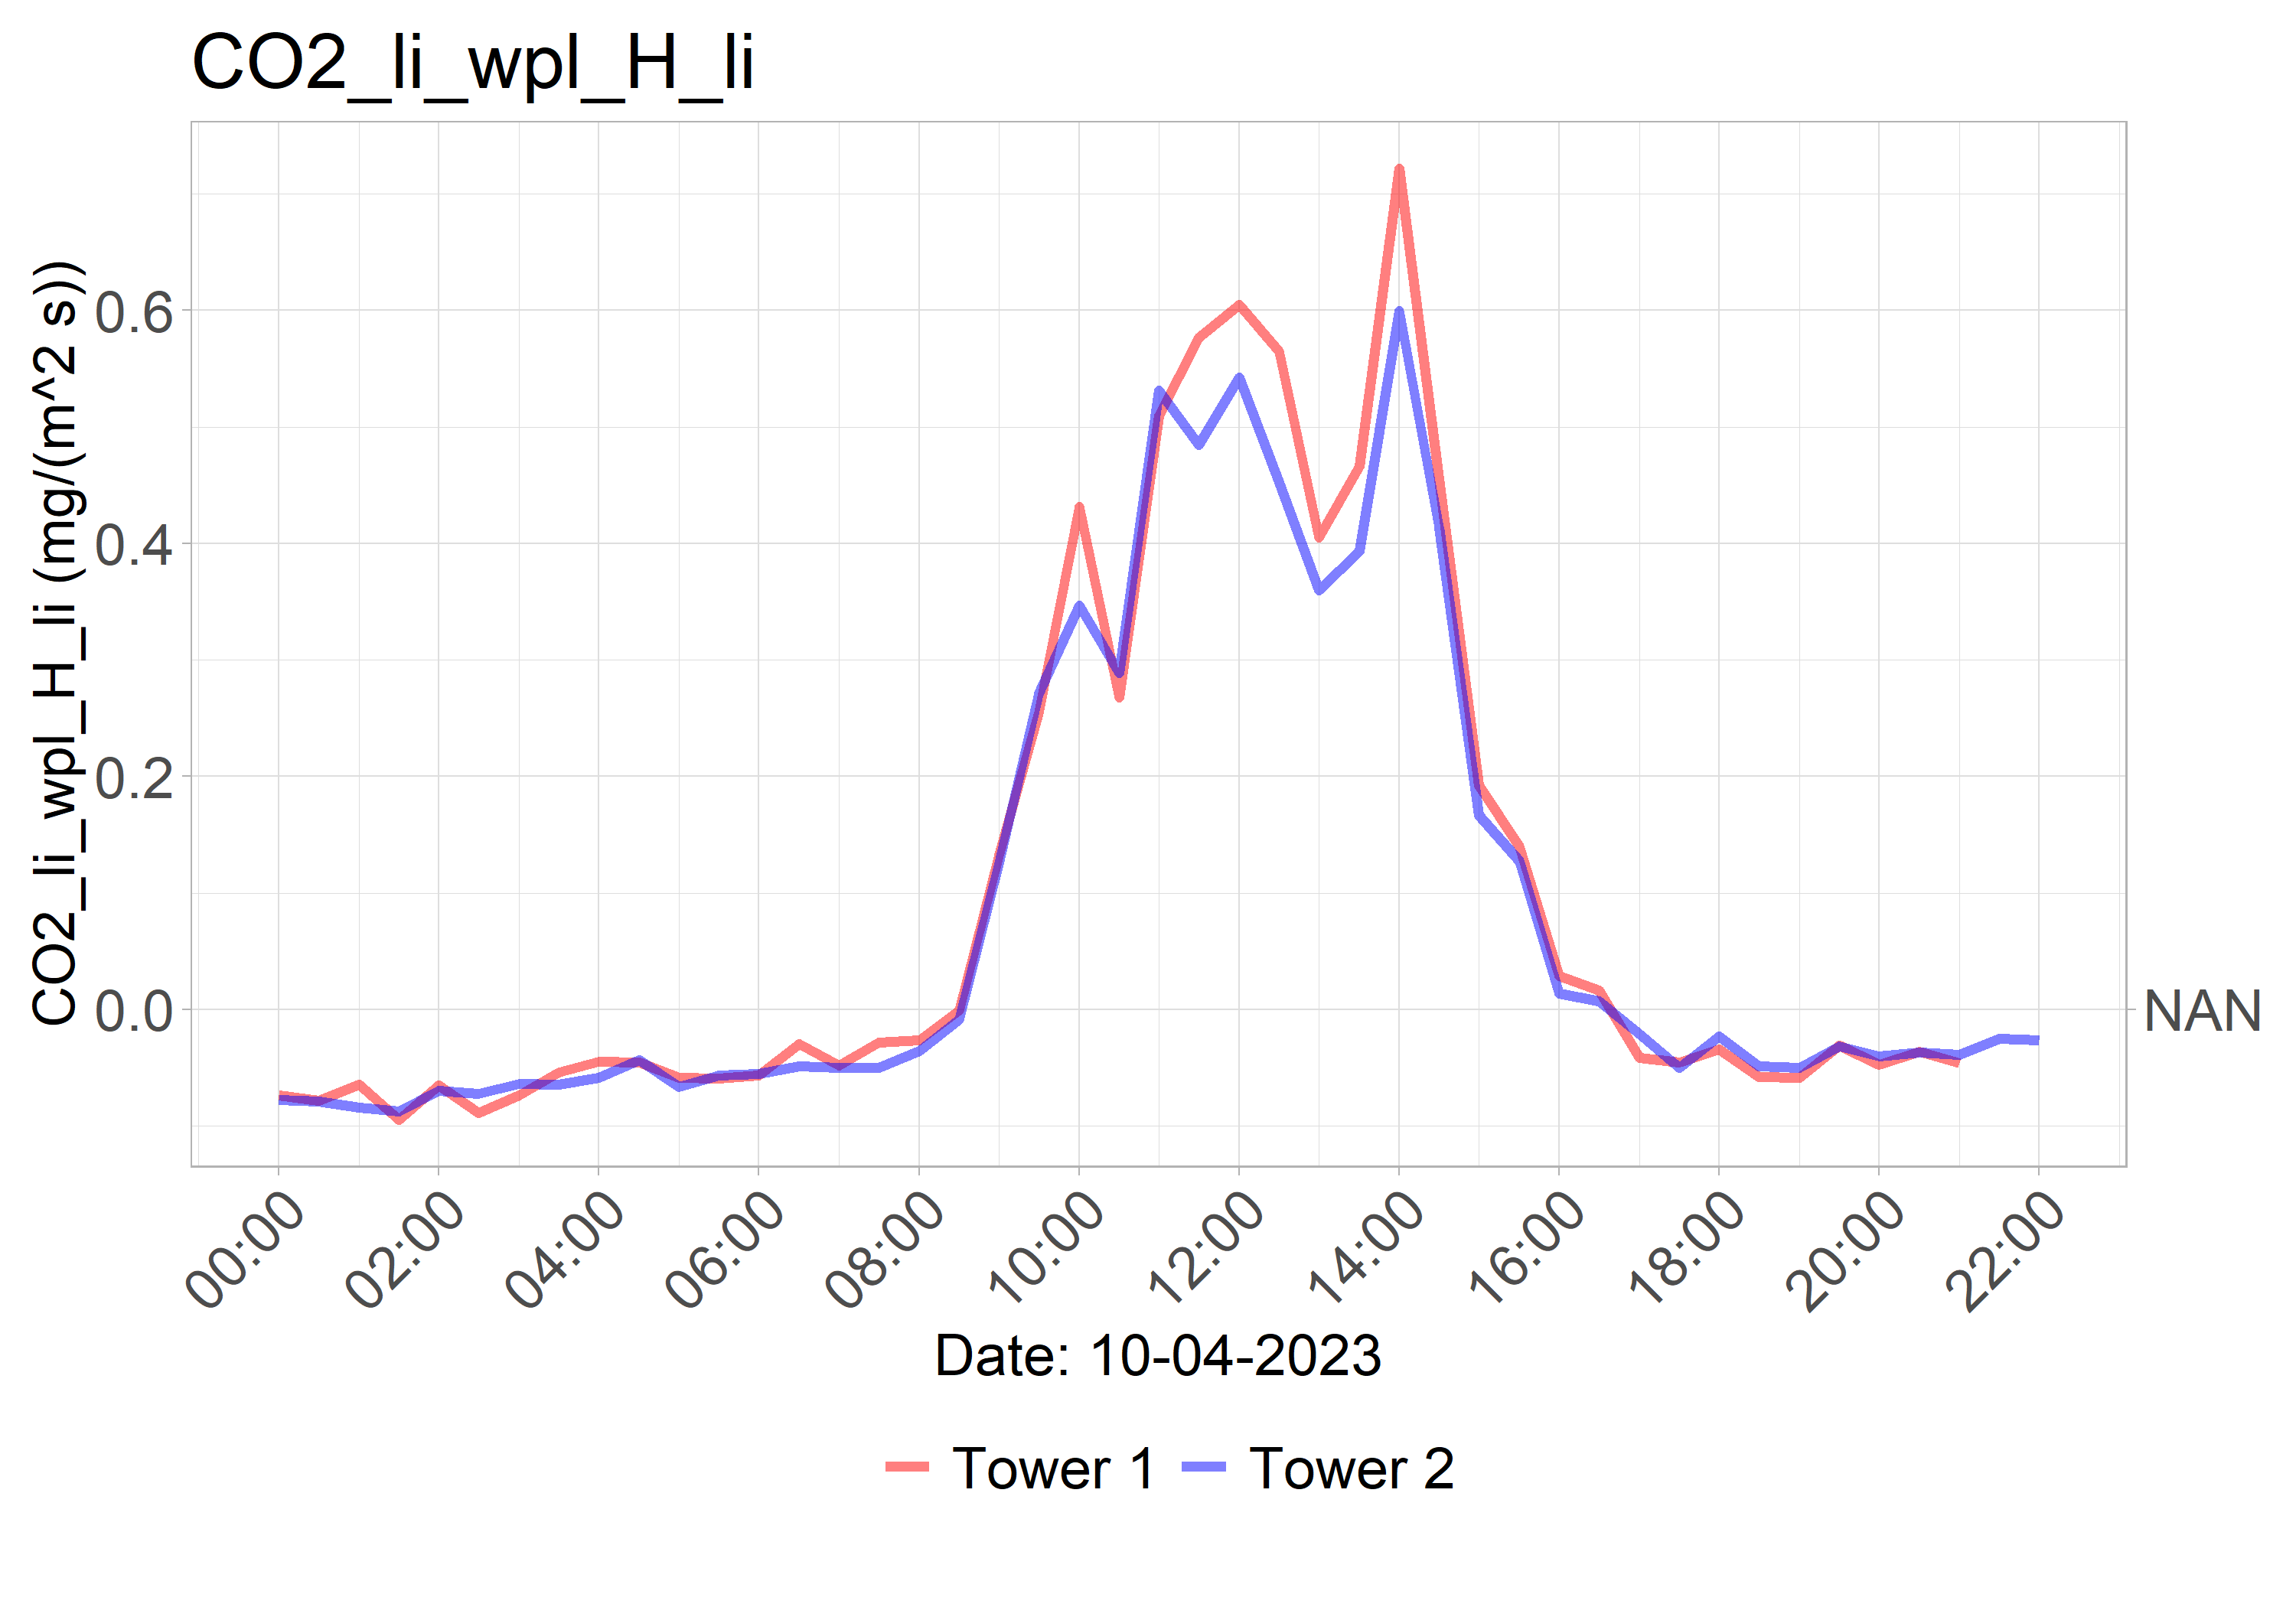 CO2_li_wpl_H_li
CO2_li_wpl_H_li (mg/(m^2 s))
0.6
0.4
0.2
0.0
NAN
00:00 02:00 04:00 06:00 08:00 10:00 12:00 14:00 16:00 18:00 20:00 22:00
Date: 10-04-2023
Tower 1 Tower 2